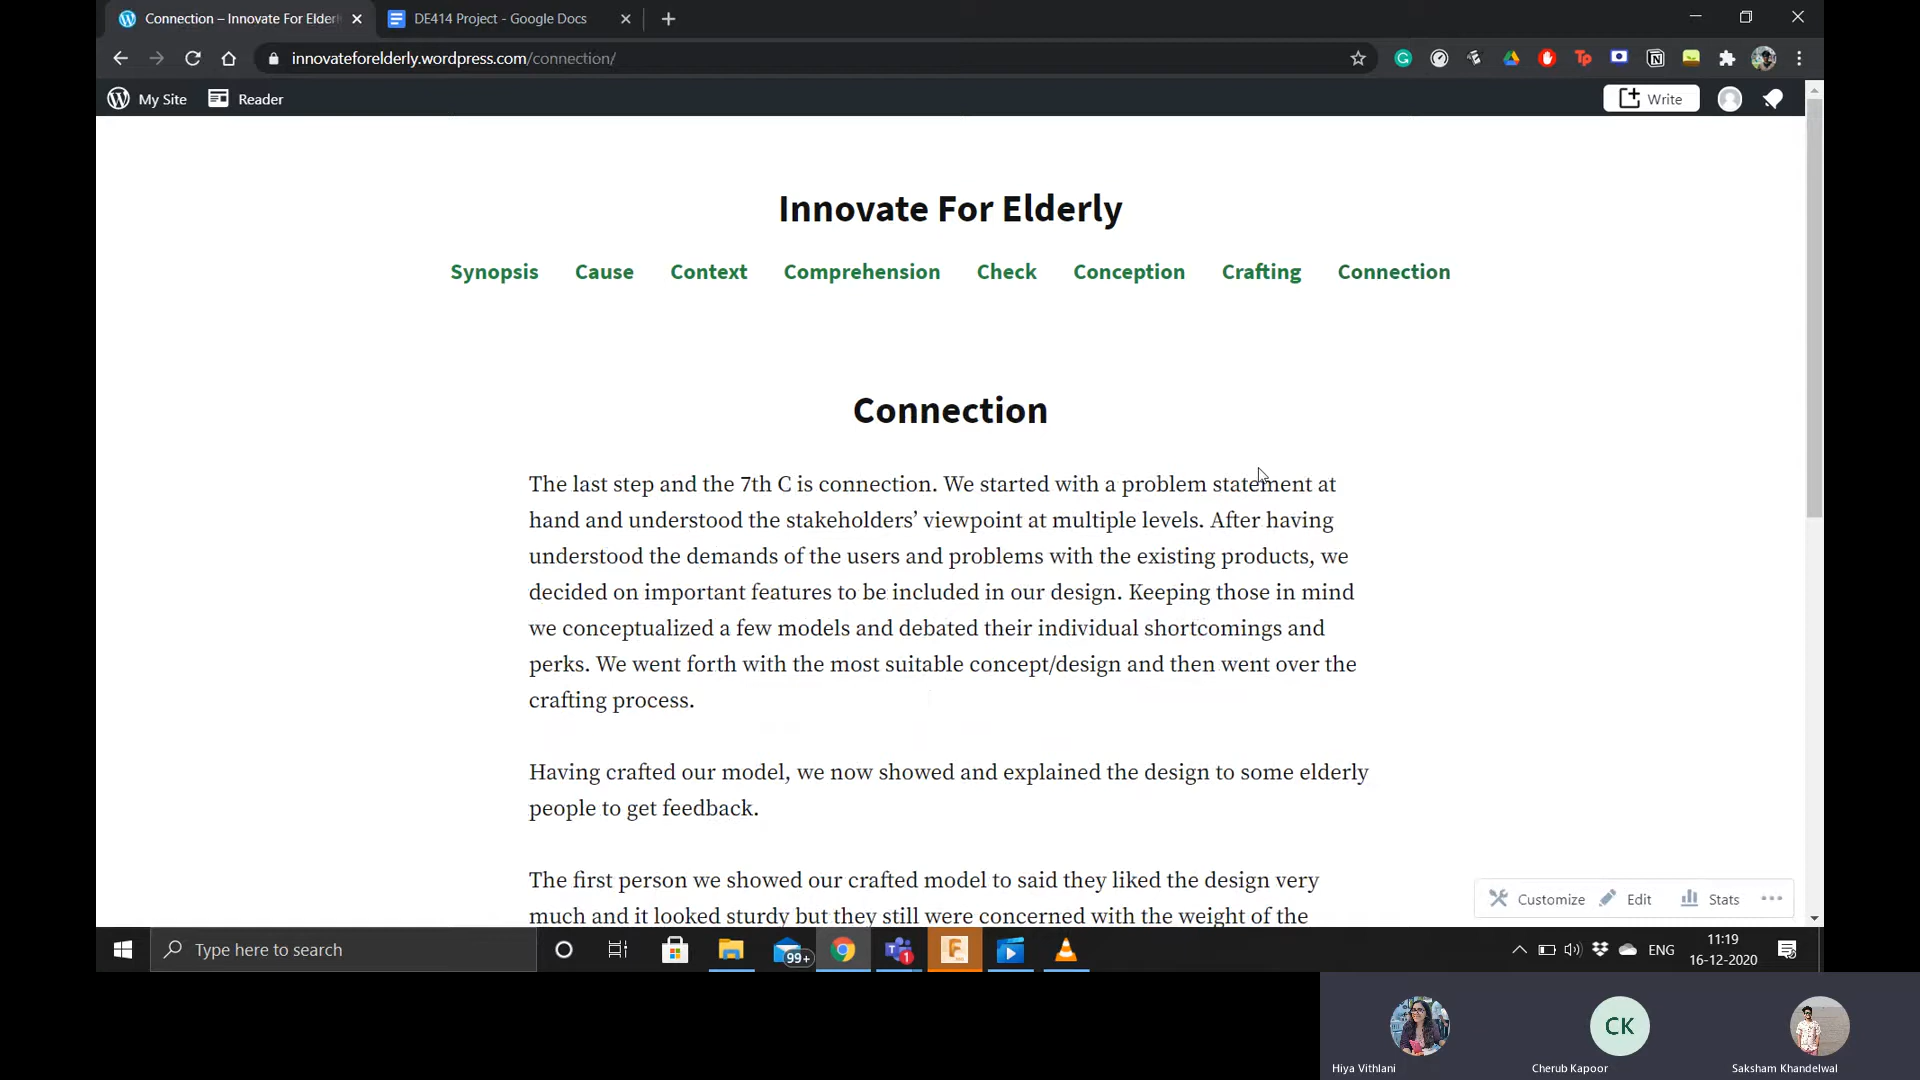 Connection – Innovate For Elderl
DE414 Project - Google Docs
innovateforelderly.wordpress.com/connection/
My Site
Reader
Write
Innovate For Elderly
Synopsis Cause Context Comprehension Check Conception Crafting Connection
Connection
The last step and the 7th C is connection. We started with a problem statement at
hand and understood the stakeholders’ viewpoint at multiple levels. After having
understood the demands of the users and problems with the existing products, we
decided on important features to be included in our design. Keeping those in mind
we conceptualized a few models and debated their individual shortcomings and
perks. We went forth with the most suitable concept/design and then went over the
crafting process.
Having crafted our model, we now showed and explained the design to some elderly
people to get feedback.
The first person we showed our crafted model to said they liked the design very
much and it looked sturdy but they still were concerned with the weight of the
Customize Edit Stats
Type here to search
99+
1
ENG
11:19
16-12-2020
CK
Hiya Vithlani
Cherub Kapoor
Saksham Khandelwal